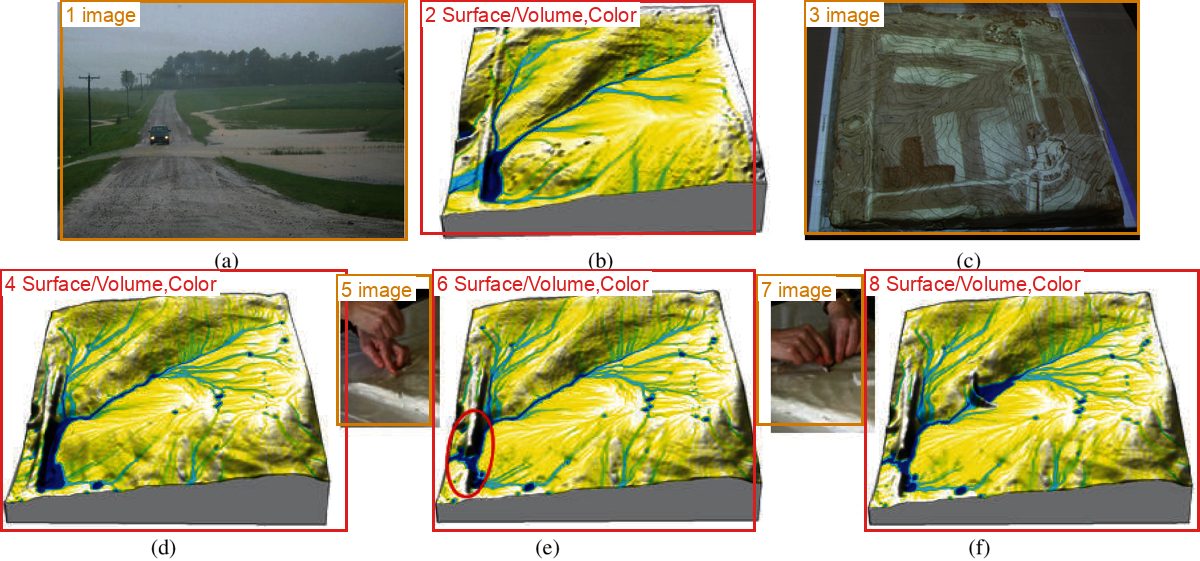 1 image
2 Surface/Volume,Color
3 image
(a)
(b)
(c)
4 Surface/Volume,Color
5 image
6 Surface/Volume,Color
7 image
8 Surface/Volume,Color
(d)
(e)
(f)